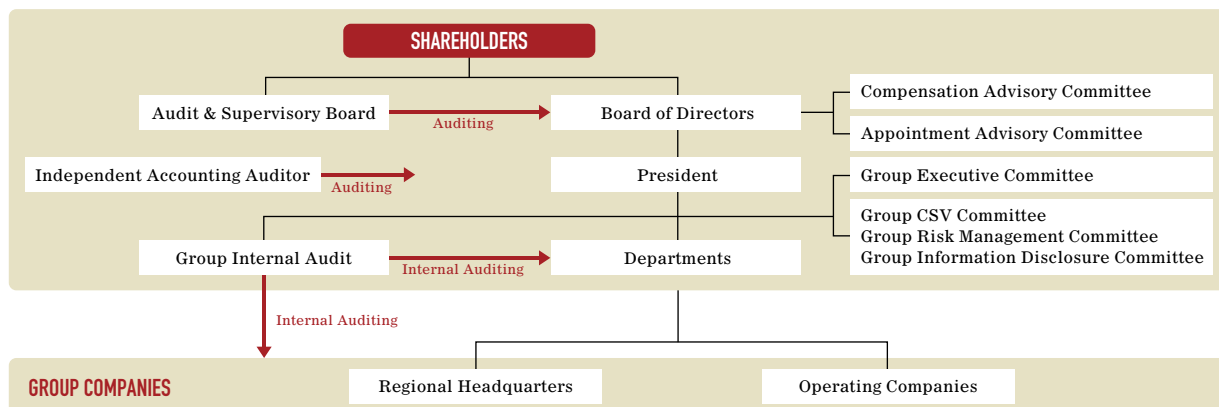 SHAREHOLDERS
Audit & Supervisory Board
Auditing
Board of Directors
Compensation Advisory Committee
Appointment Advisory Committee
Independent Accounting Auditor
Auditing
President
Group Executive Committee
Group CSV Committee
Group Risk Management Committee
Group Information Disclosure Committee
Group Internal Audit
Internal Auditing
Departments
Internal Auditing
GROUP COMPANIES
Regional Headquarters
Operating Companies